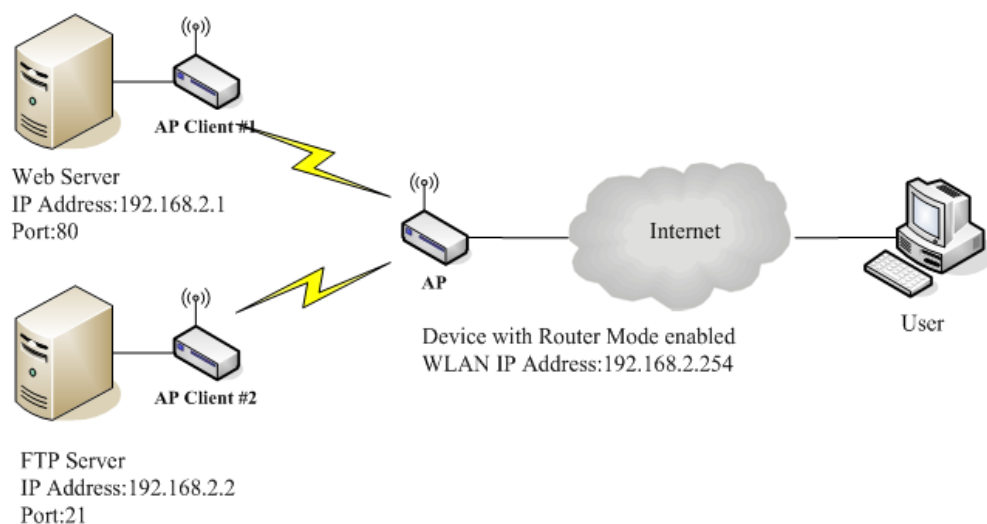 AP Client #1
Web Server
IP Address:192.168.2.1
Port:80
AP
Internet
User
Device with Router Mode enabled
WLAN IP Address:192.168.2.254
AP Client #2
FTP Server
IP Address:192.168.2.2
Port:21